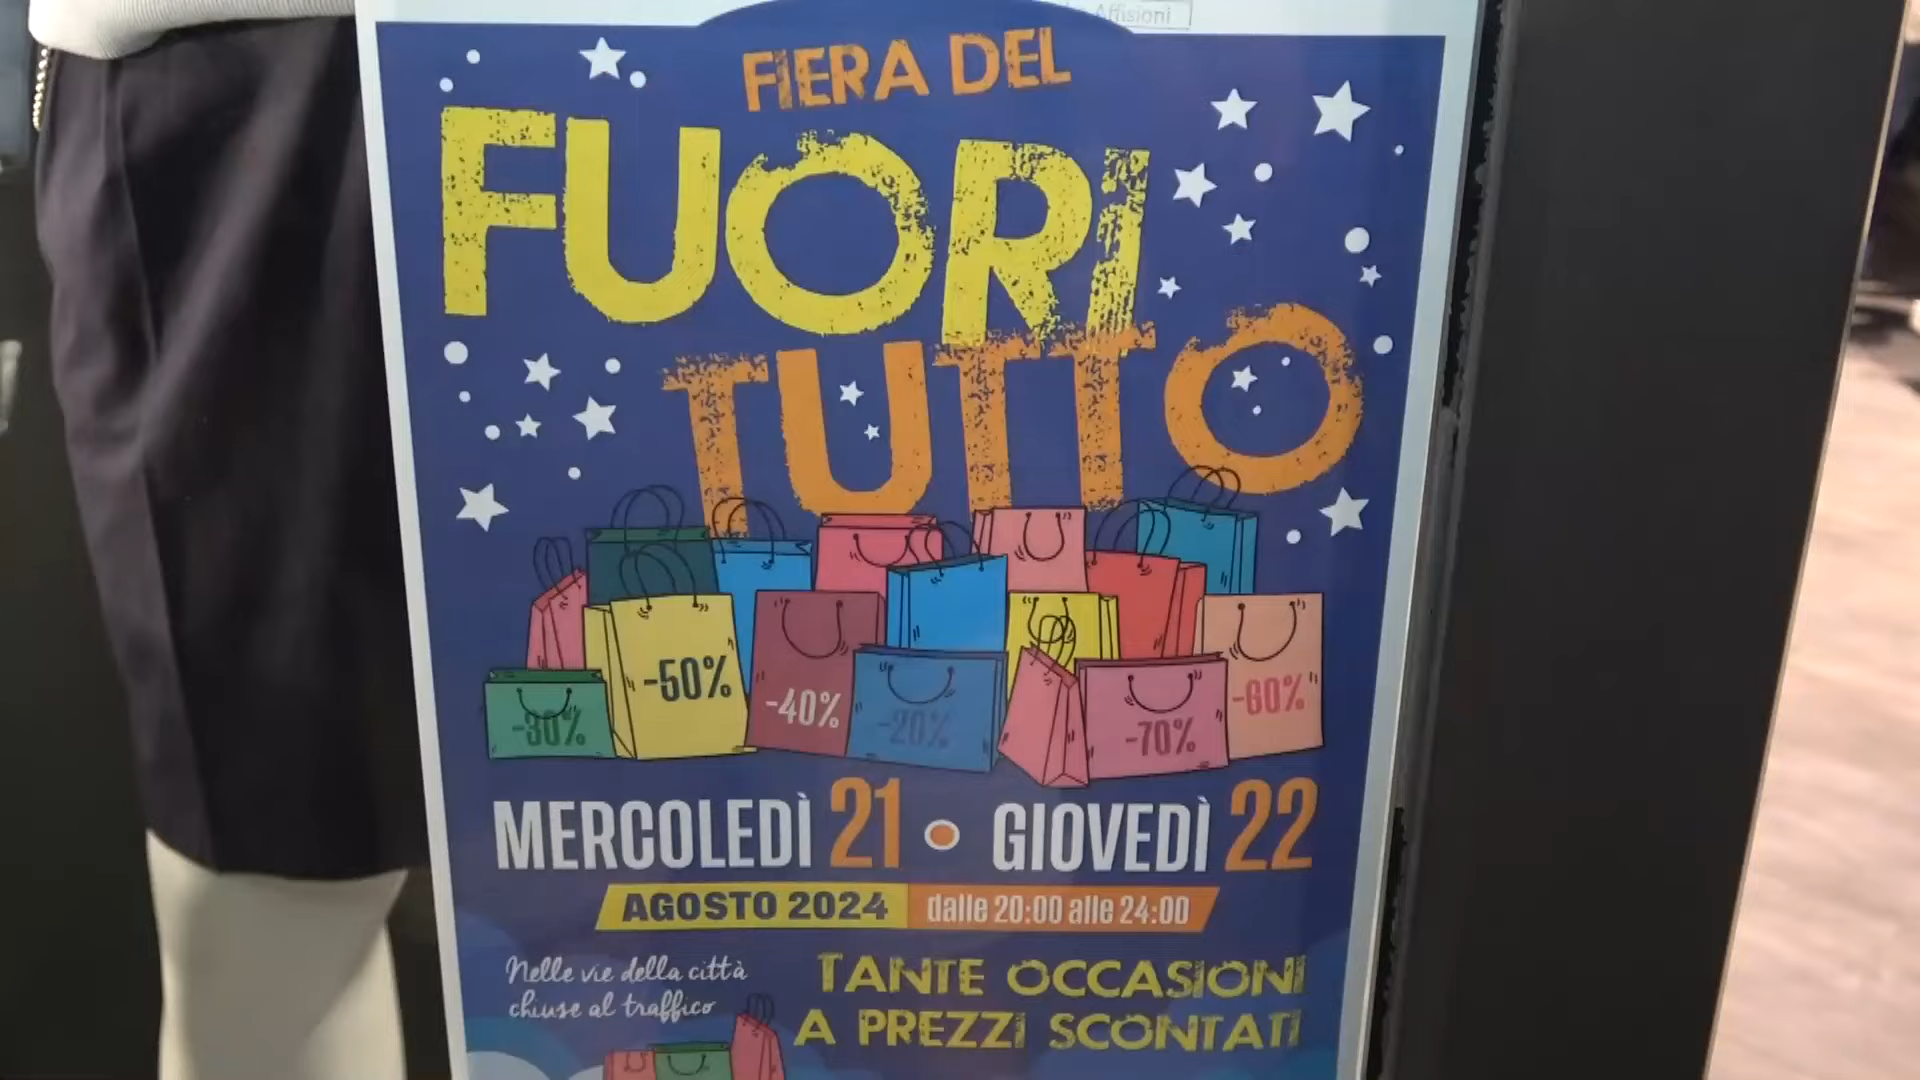 Affisioni
FIERA DEL
FUORI
TUTTO
-50%
-40%
-30%
-20%
-70%
-60%
MERCOLEDÌ 21 • GIOVEDÌ 22
AGOSTO 2024 dalle 20:00 alle 24:00
Nelle vie della città
chiuse al traffico
TANTE OCCASIONI
A PREZZI SCONTATI